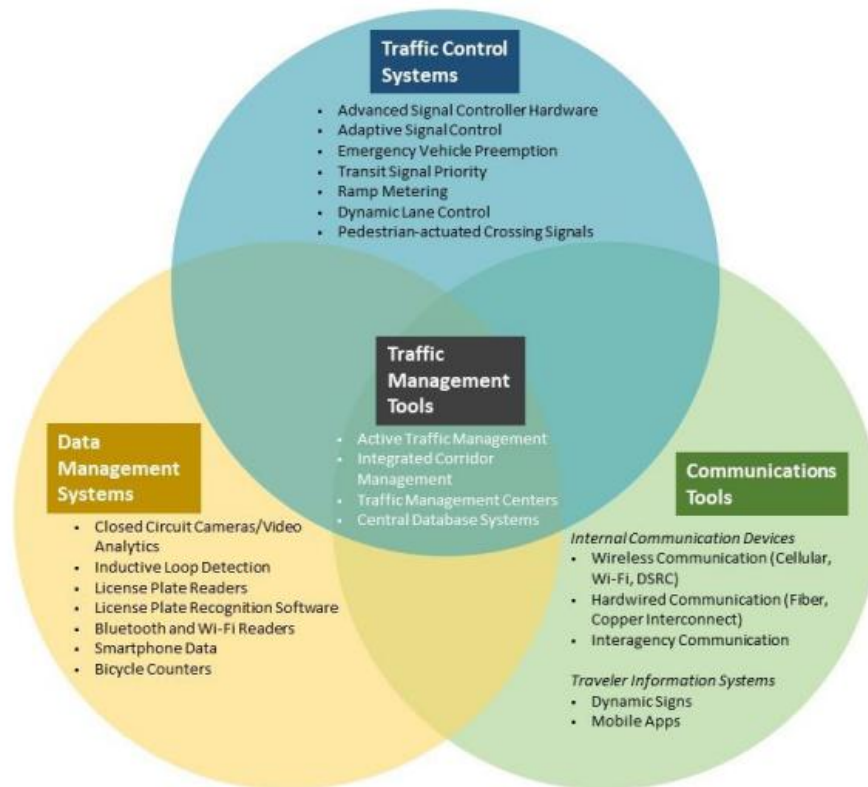 Traffic Control
Systems
• Advanced Signal Controller Hardware
• Adaptive Signal Control
• Emergency Vehicle Preemption
• Transit Signal Priority
• Ramp Metering
• Dynamic Lane Control
• Pedestrian-actuated Crossing Signals
Traffic
Management
Tools
• Active Traffic Management
• Integrated Corridor
Management
• Traffic Management Centers
• Central Database Systems
Data
Management
Systems
• Closed Circuit Cameras/Video
Analytics
• Inductive Loop Detection
• License Plate Readers
• License Plate Recognition Software
• Bluetooth and Wi-Fi Readers
• Smartphone Data
• Bicycle Counters
Communications
Tools
Internal Communication Devices
• Wireless Communication (Cellular,
Wi-Fi, DSRC)
• Hardwired Communication (Fiber,
Copper Interconnect)
• Interagency Communication
Traveler Information Systems
• Dynamic Signs
• Mobile Apps